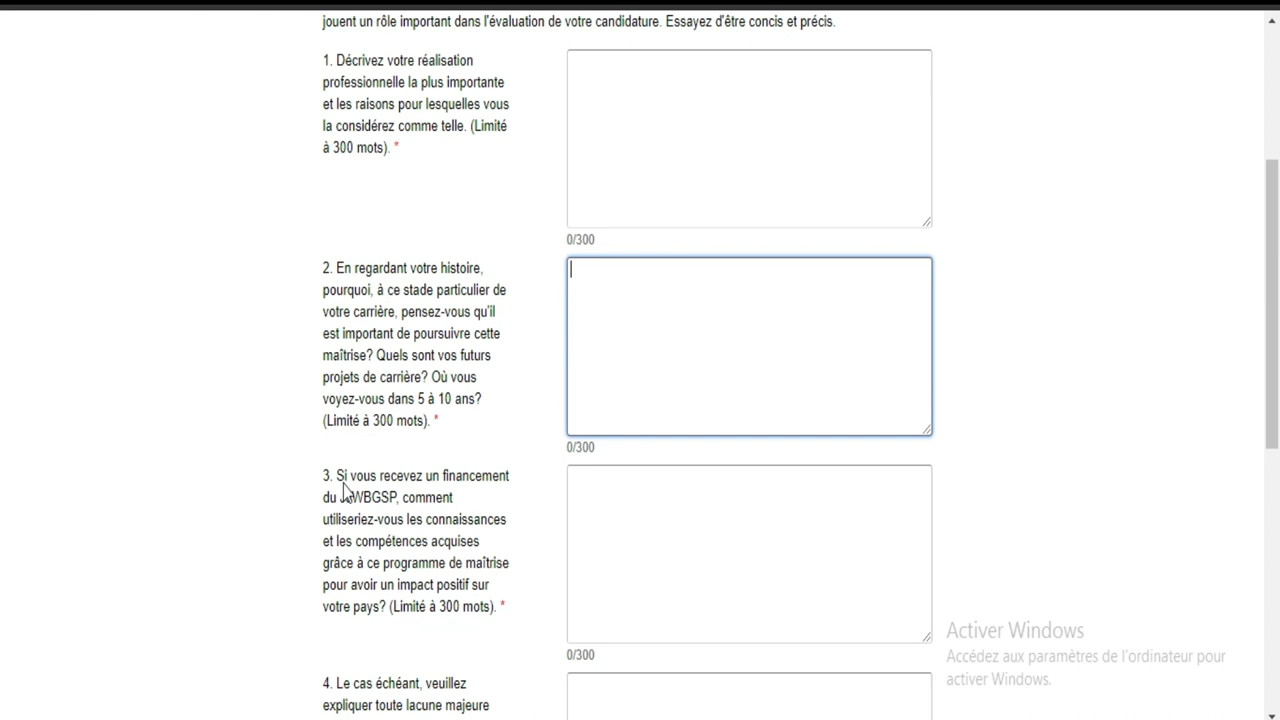 jouent un rôle important dans l'évaluation de votre candidature. Essayez d'être concis et précis.
1. Décrivez votre réalisation
professionnelle la plus importante
et les raisons pour lesquelles vous
la considérez comme telle. (Limité
à 300 mots). *
0/300
2. En regardant votre histoire,
pourquoi, à ce stade particulier de
votre carrière, pensez-vous qu'il
est important de poursuivre cette
maîtrise? Quels sont vos futurs
projets de carrière? Où vous
voyez-vous dans 5 à 10 ans?
(Limité à 300 mots). *
0/300
3. Si vous recevez un financement
du comment
utiliseriez-vous les connaissances
et les compétences acquises
grâce à ce programme de maîtrise
pour avoir un impact positif sur
votre pays? (Limité à 300 mots). *
0/300
4. Le cas échéant, veuillez
expliquer toute lacune majeure
Activer Windows
Accédez aux paramètres de l'ordinateur pour
activer Windows.